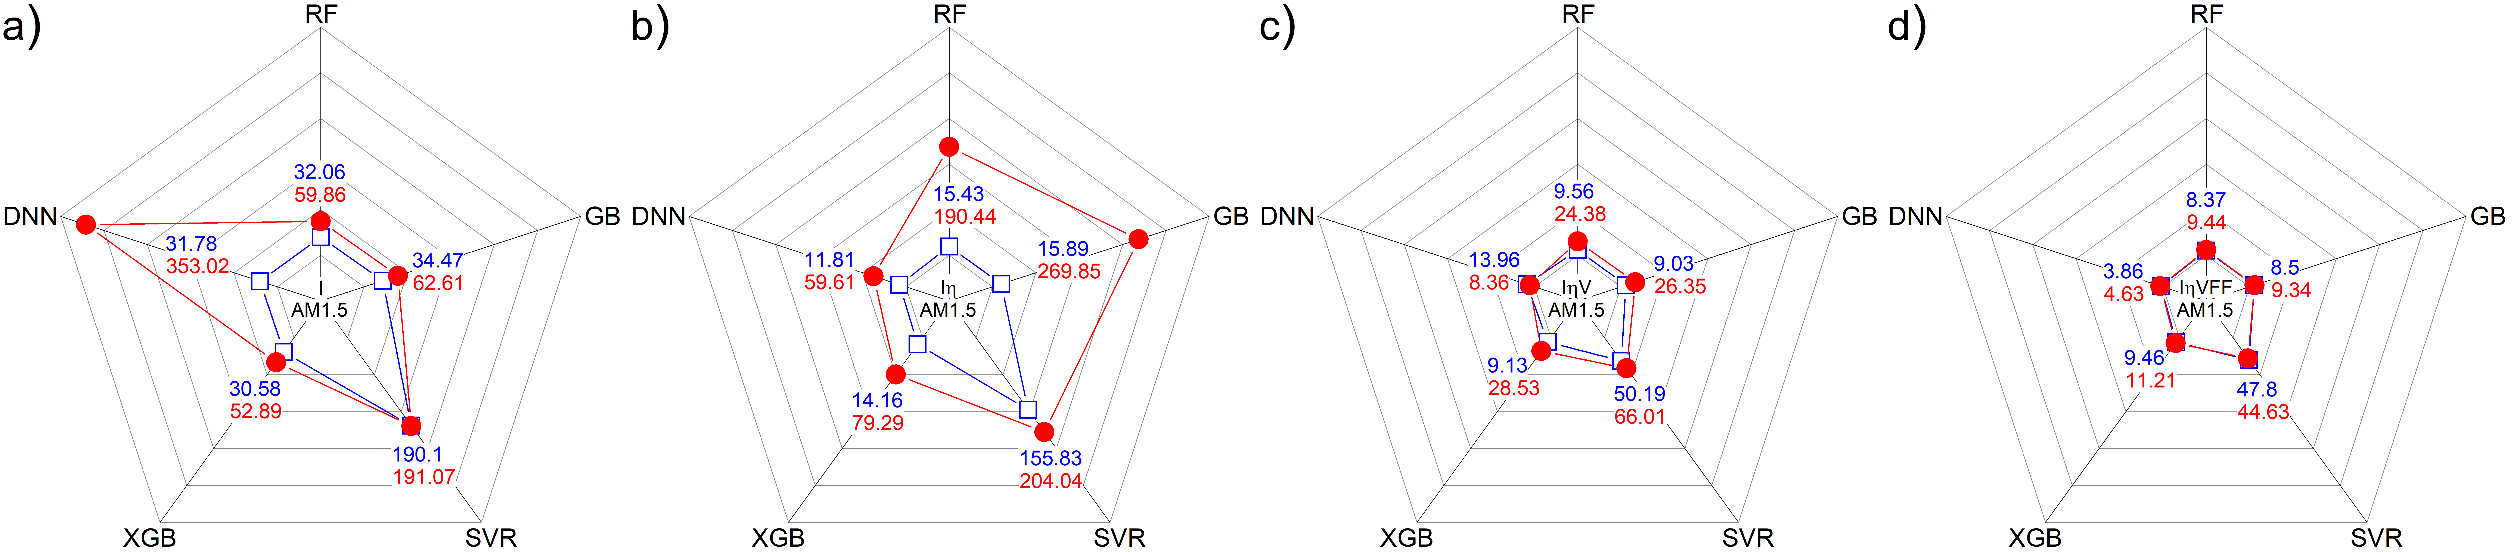 a)
RF
GB
SVR
XGB
DNN
32.06
59.86
34.47
62.61
190.1
191.07
30.58
52.89
31.78
353.02
I
AM1.5
b)
RF
GB
SVR
XGB
DNN
15.43
190.44
15.89
269.85
155.83
204.04
14.16
79.29
11.81
59.61
Iη
AM1.5
c)
RF
GB
SVR
XGB
DNN
9.56
24.38
9.03
26.35
50.19
66.01
9.13
28.53
13.96
8.36
IηV
AM1.5
d)
RF
GB
SVR
XGB
DNN
8.37
9.44
8.5
9.34
47.8
44.63
9.46
11.21
3.86
4.63
IηVFF
AM1.5